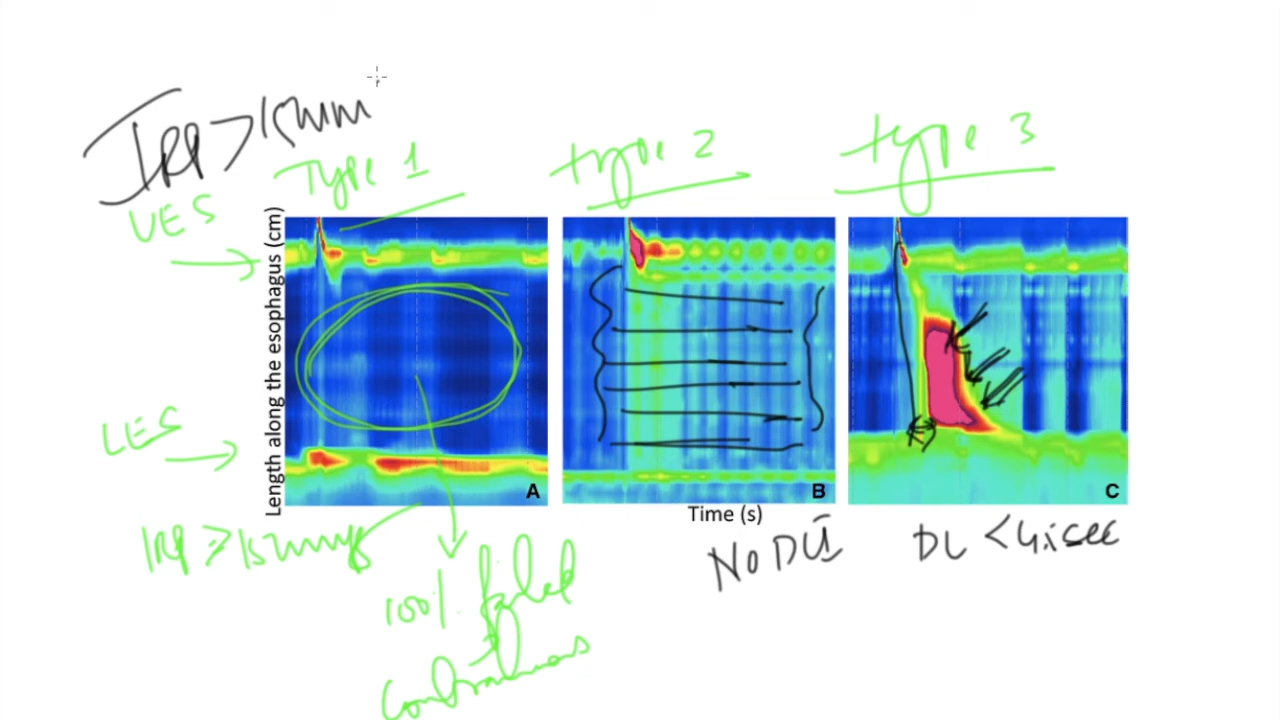 IRP > 15mm
Type 1
type 2
type 3
UES
LES
Length along the esophagus (cm)
A
B
C
Time (s)
IRP ≥ 15mmHg
100% failed
contractions
NO DCI
DL < 4.5 sec